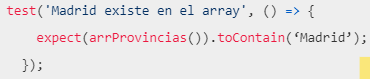 test('Madrid existe en el array', () => {
expect(arrProvincias()).toContain(‘Madrid’);
});